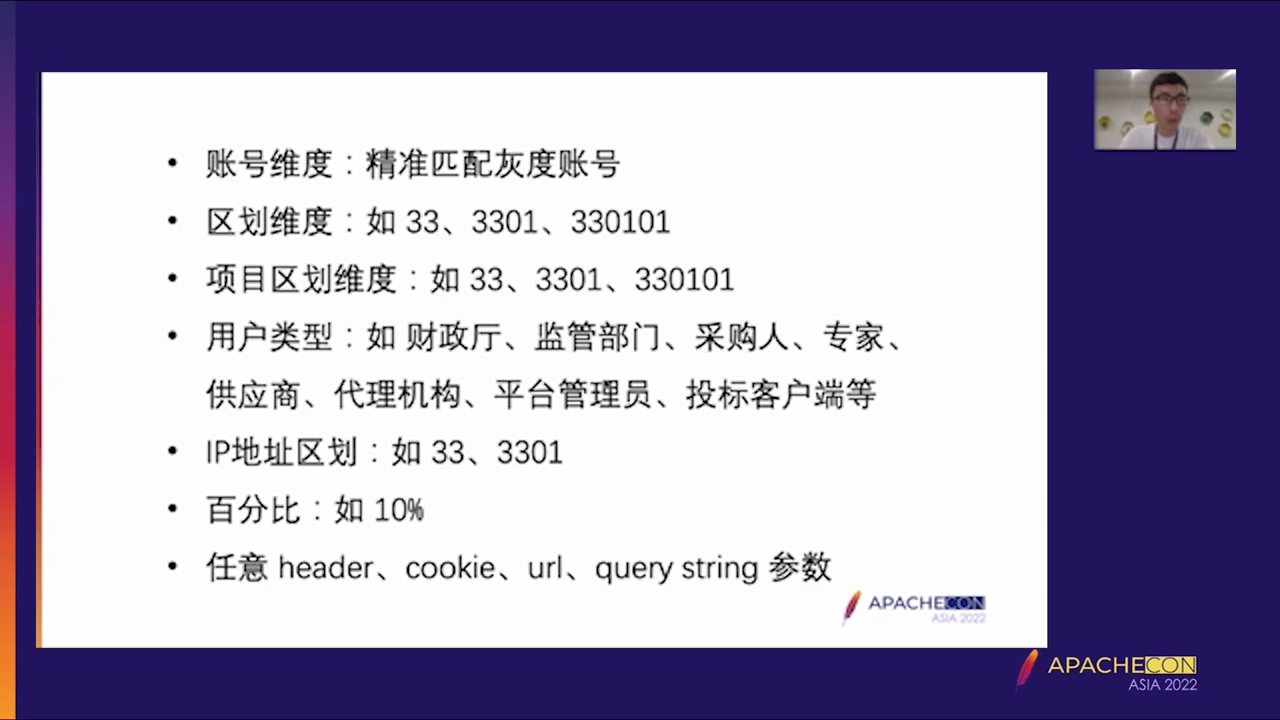 • 账号维度：精准匹配灰度账号
• 区划维度：如 33、3301、330101
• 项目区划维度：如 33、3301、330101
• 用户类型：如 财政厅、监管部门、采购人、专家、
供应商、代理机构、平台管理员、投标客户端等
• IP地址区划：如 33、3301
• 百分比：如 10%
• 任意 header、cookie、url、query string 参数
APACHECON
ASIA 2022
APACHECON
ASIA 2022